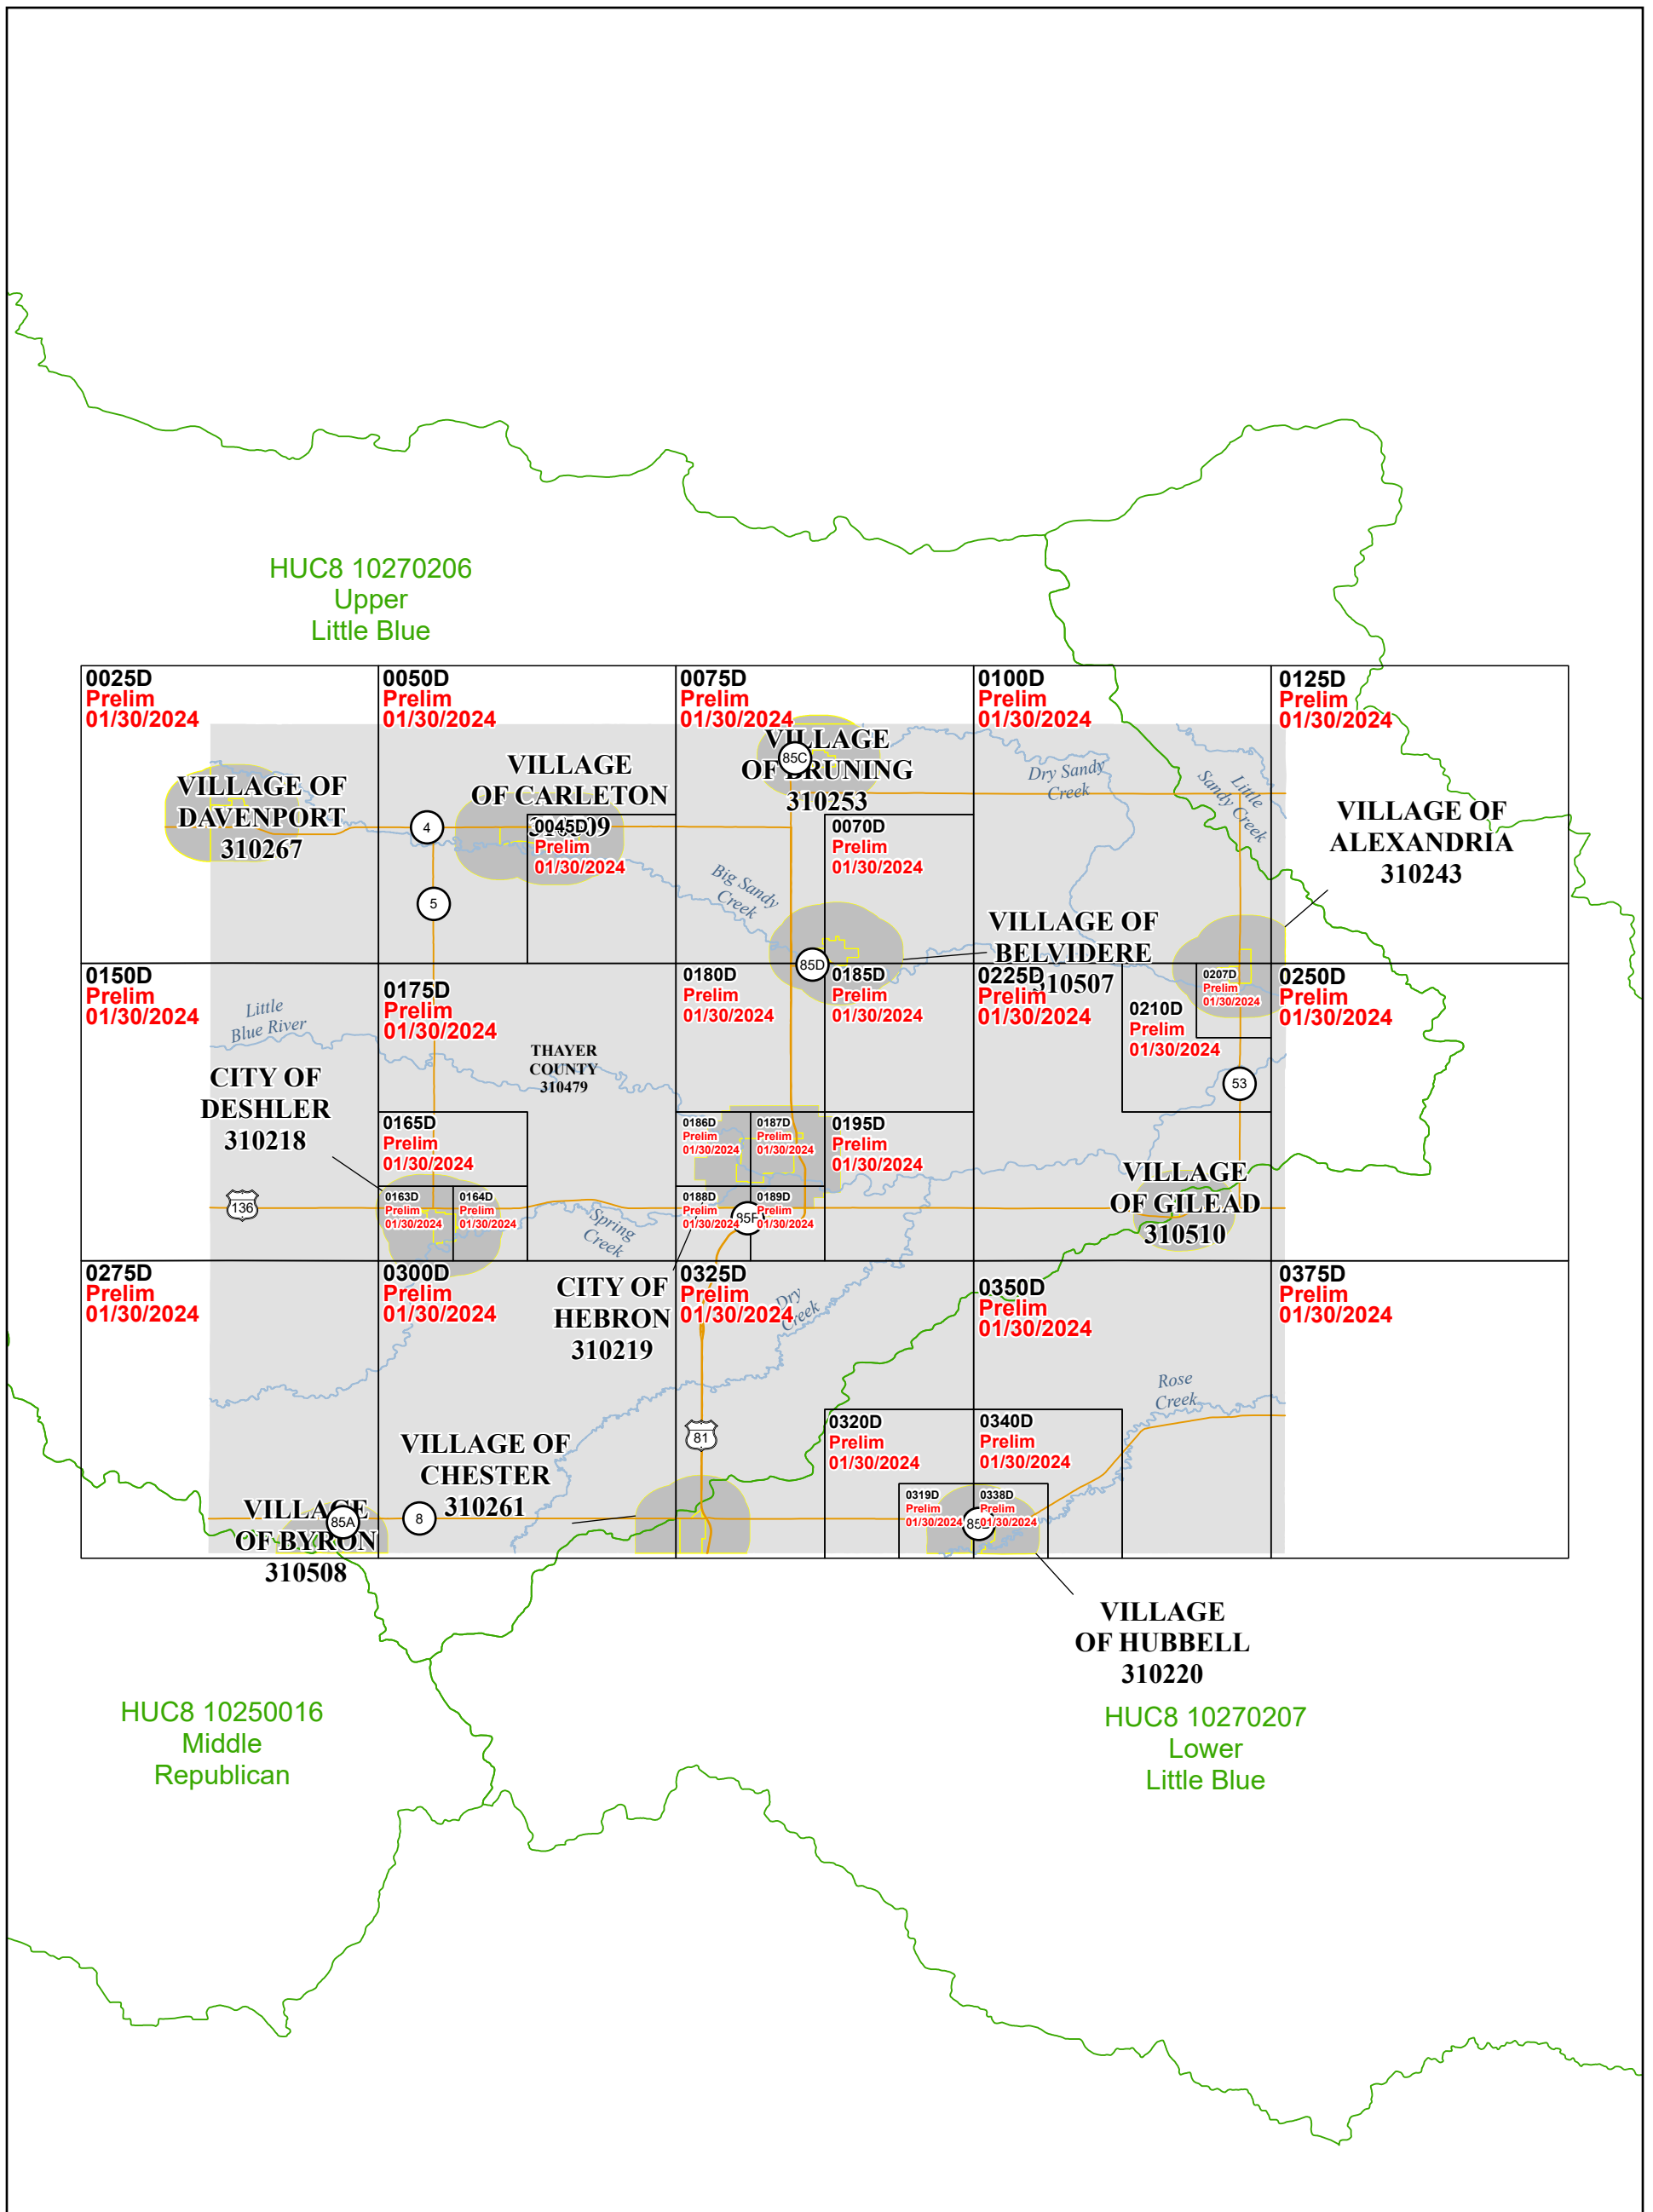 HUC8 10270206
Upper
Little Blue
0025D
Prelim
01/30/2024
0050D
Prelim
01/30/2024
0075D
Prelim
01/30/2024
0100D
Prelim
01/30/2024
0125D
Prelim
01/30/2024
VILLAGE OF
DAVENPORT
310267
VILLAGE
OF CARLETON
0045D
Prelim
01/30/2024
4
5
VILLAGE
OF BRUNING
310253
85C
0070D
Prelim
01/30/2024
Big Sandy
Creek
Dry Sandy
Creek
Little
Sandy Creek
VILLAGE OF
ALEXANDRIA
310243
VILLAGE OF
BELVIDERE
310507
85D
0150D
Prelim
01/30/2024
0175D
Prelim
01/30/2024
0180D
Prelim
01/30/2024
0185D
Prelim
01/30/2024
0225D
Prelim
01/30/2024
0207D
Prelim
01/30/2024
0210D
Prelim
01/30/2024
0250D
Prelim
01/30/2024
53
Little
Blue River
THAYER
COUNTY
310479
CITY OF
DESHLER
310218
0165D
Prelim
01/30/2024
0186D
Prelim
01/30/2024
0187D
Prelim
01/30/2024
0195D
Prelim
01/30/2024
136
0163D
Prelim
01/30/2024
0164D
Prelim
01/30/2024
Spring
Creek
0188D
Prelim
01/30/2024
0189D
Prelim
01/30/2024
VILLAGE
OF GILEAD
310510
0275D
Prelim
01/30/2024
0300D
Prelim
01/30/2024
CITY OF
HEBRON
310219
0325D
Prelim
01/30/2024
Dry
Creek
0350D
Prelim
01/30/2024
0375D
Prelim
01/30/2024
Rose
Creek
81
0320D
Prelim
01/30/2024
0340D
Prelim
01/30/2024
VILLAGE OF
CHESTER
310261
8
0319D
Prelim
01/30/2024
0338D
Prelim
01/30/2024
VILLAGE
OF BYRON
310508
85A
VILLAGE
OF HUBBELL
310220
HUC8 10250016
Middle
Republican
HUC8 10270207
Lower
Little Blue